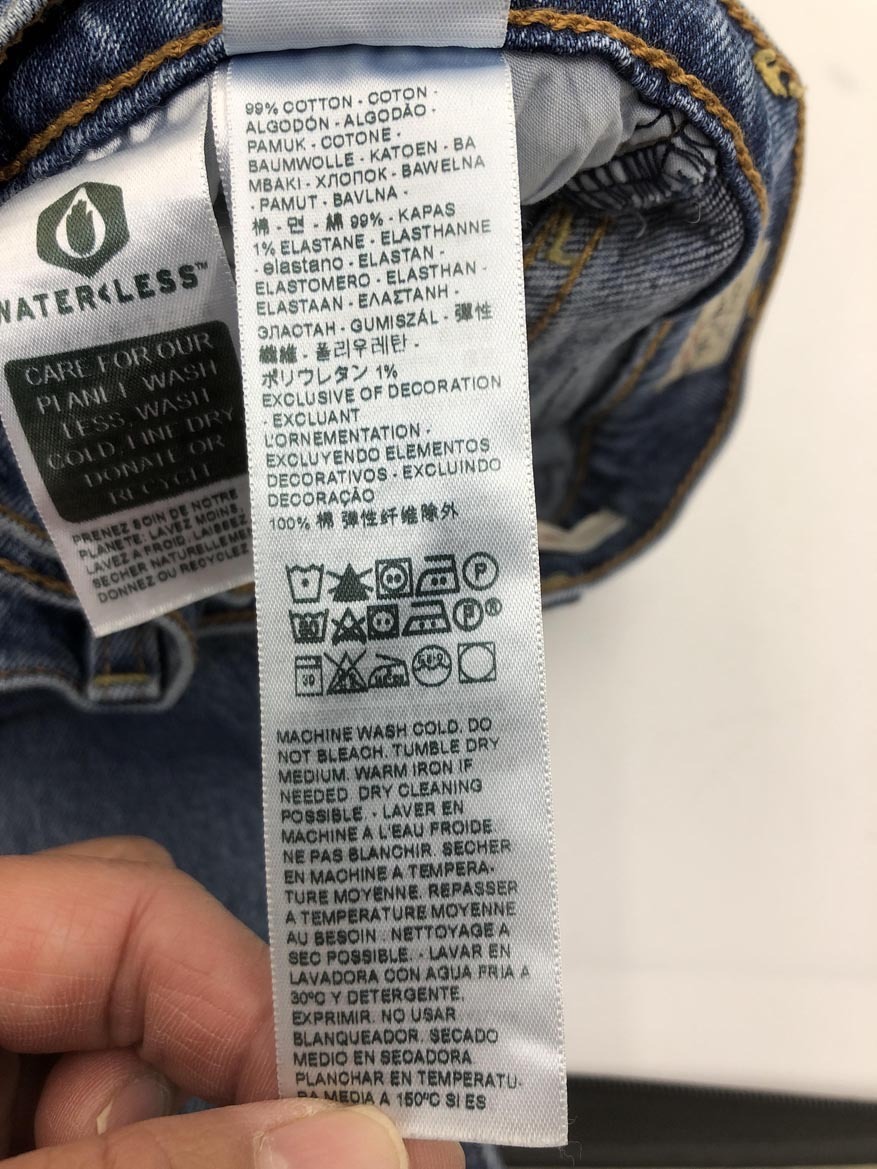 WATER<LESS™
CARE FOR OUR
PLANET. WASH
LESS, WASH
COLD, LINE DRY
DONATE OR
RECYCLE
PRENEZ SOIN DE NOTRE
PLANÈTE: LAVEZ MOINS,
LAVEZ A FROID, LAISSEZ
SÉCHER NATURELLEMEN
DONNEZ OU RECYCLEZ
99% COTTON - COTON -
ALGODÓN - ALGODÃO -
PAMUK - COTONE -
BAUMWOLLE - KATOEN - BA
MBAKI - ХЛОПОК - BAWEŁNA
- PAMUT - BAVLNA -
棉 - 면 - 綿 99% - KAPAS
1% ELASTANE - ELASTHANNE
- elastano - ELASTAN -
ELASTOMERO - ELASTHAN -
ELASTAAN - ΕΛΑΣΤΑΝΗ -
ЭЛАСТАН - GUMISZÁL - 彈性
纖維 - 폴리우레탄 -
ポリウレタン 1%
EXCLUSIVE OF DECORATION
- EXCLUANT
L'ORNEMENTATION -
EXCLUYENDO ELEMENTOS
DECORATIVOS - EXCLUINDO
DECORAÇÃO
100% 棉 弹性纤维除外
P
P®
30
MACHINE WASH COLD. DO
NOT BLEACH. TUMBLE DRY
MEDIUM. WARM IRON IF
NEEDED. DRY CLEANING
POSSIBLE. - LAVER EN
MACHINE A L'EAU FROIDE.
NE PAS BLANCHIR. SECHER
EN MACHINE A TEMPERA-
TURE MOYENNE. REPASSER
A TEMPERATURE MOYENNE
AU BESOIN . NETTOYAGE A
SEC POSSIBLE. - LAVAR EN
LAVADORA CON AGUA FRIA A
30ºC Y DETERGENTE.
EXPRIMIR. NO USAR
BLANQUEADOR. SECADO
MEDIO EN SECADORA
PLANCHAR EN TEMPERATU-
RA MEDIA A 150ºC SI ES